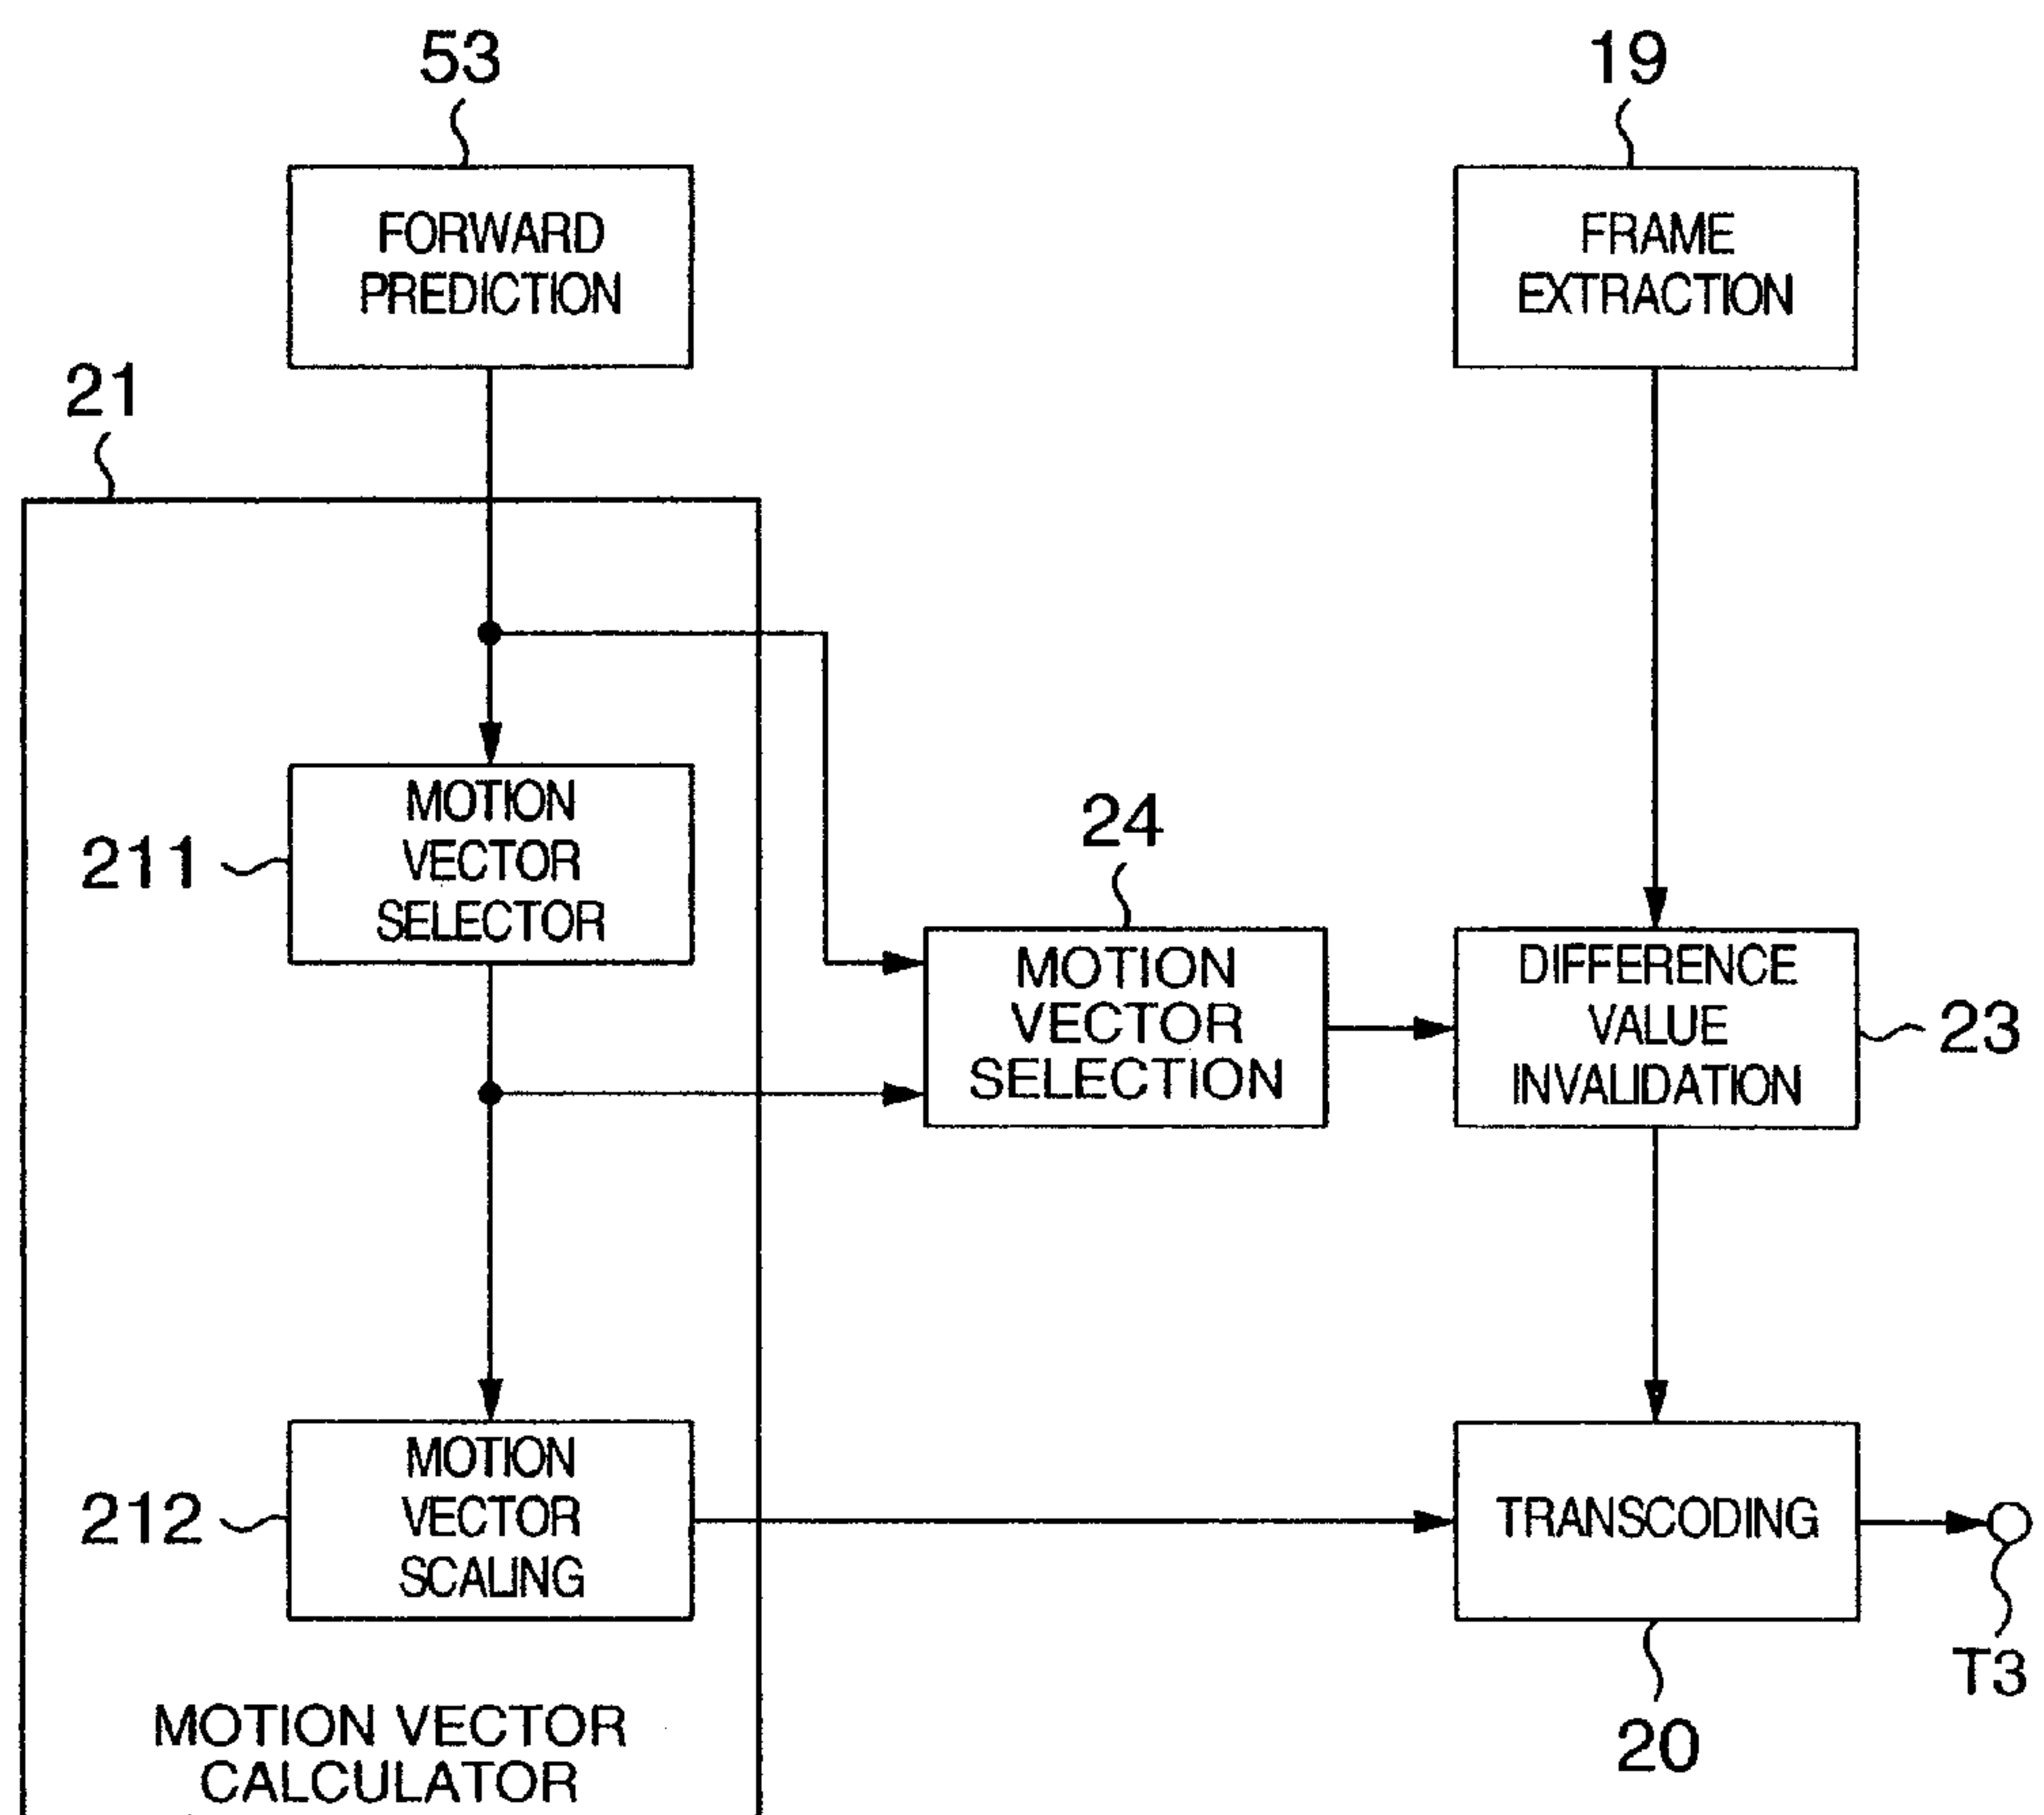 53
19
FORWARD
PREDICTION
FRAME
EXTRACTION
21
MOTION
VECTOR
SELECTOR
211
24
MOTION
VECTOR
SELECTION
DIFFERENCE
VALUE
INVALIDATION
23
MOTION
VECTOR
SCALING
212
TRANSCODING
T3
20
MOTION VECTOR
CALCULATOR